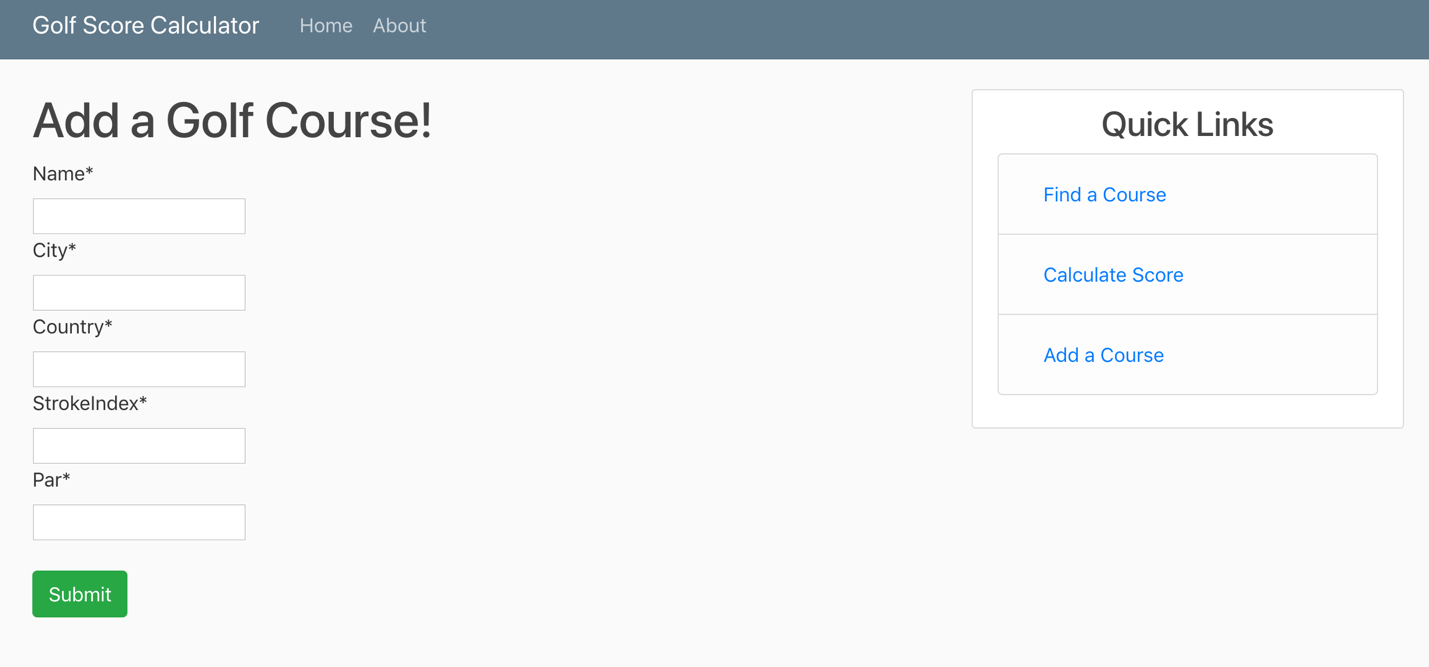 Golf Score Calculator Home About
Add a Golf Course!
Name*
City*
Country*
StrokeIndex*
Par*
Submit
Quick Links
Find a Course
Calculate Score
Add a Course